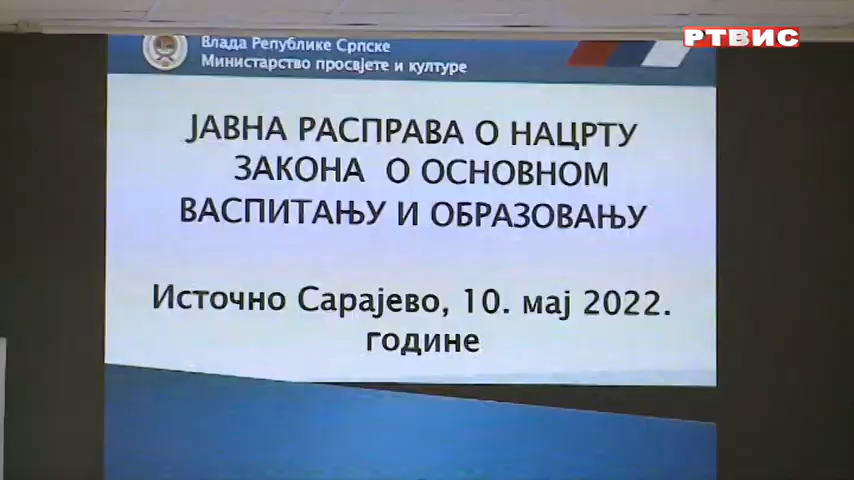 РТВИС
Влада Републике Српске
Министарство просвјете и културе
ЈАВНА РАСПРАВА О НАЦРТУ
ЗАКОНА О ОСНОВНОМ
ВАСПИТАЊУ И ОБРАЗОВАЊУ
Источно Сарајево, 10. мај 2022.
године